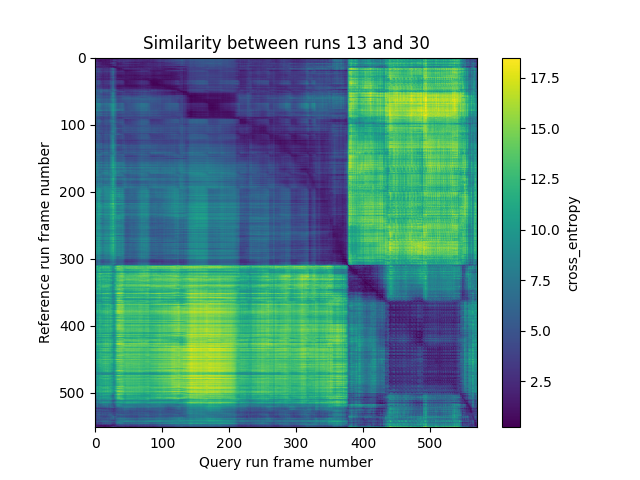 Similarity between runs 13 and 30
0
100
200
300
400
500
Reference run frame number
0 100 200 300 400 500
Query run frame number
17.5
15.0
12.5
10.0
7.5
5.0
2.5
cross_entropy